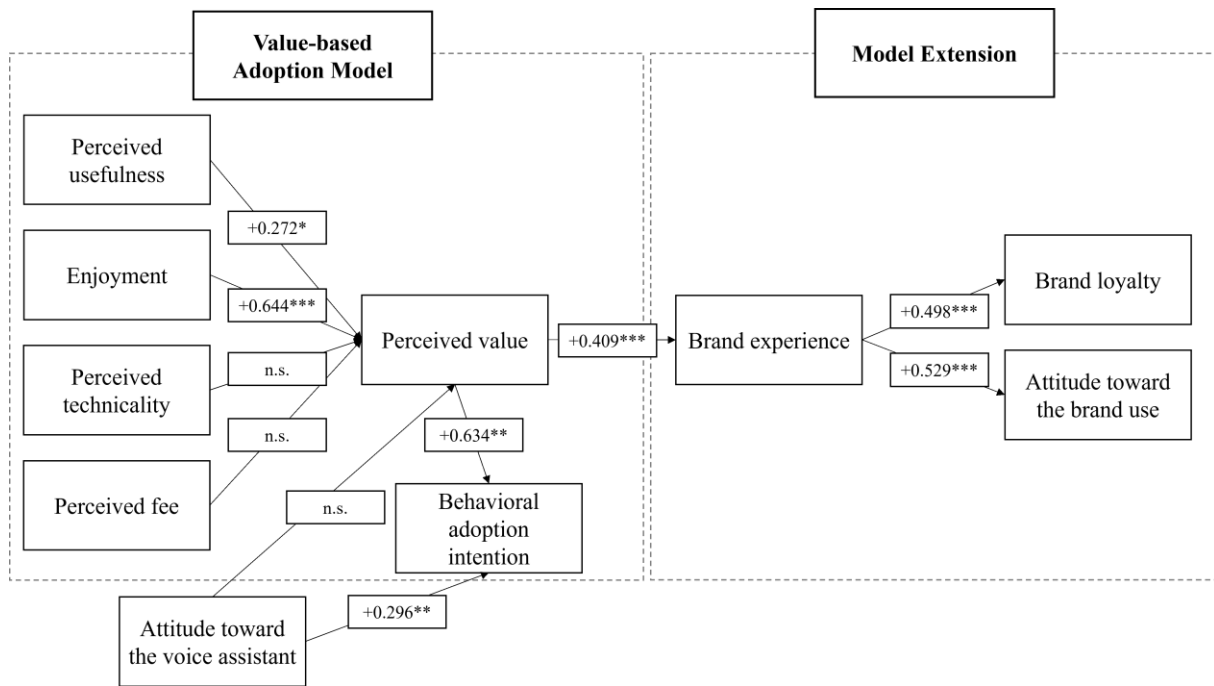 Value-based
Adoption Model
Model Extension
Perceived
usefulness
+0.272*
Enjoyment
+0.644***
Perceived
technicality
n.s.
Perceived fee
n.s.
Perceived value
+0.409***
Brand experience
+0.498***
Brand loyalty
+0.529***
Attitude toward
the brand use
+0.634**
n.s.
Behavioral
adoption
intention
+0.296**
Attitude toward
the voice assistant